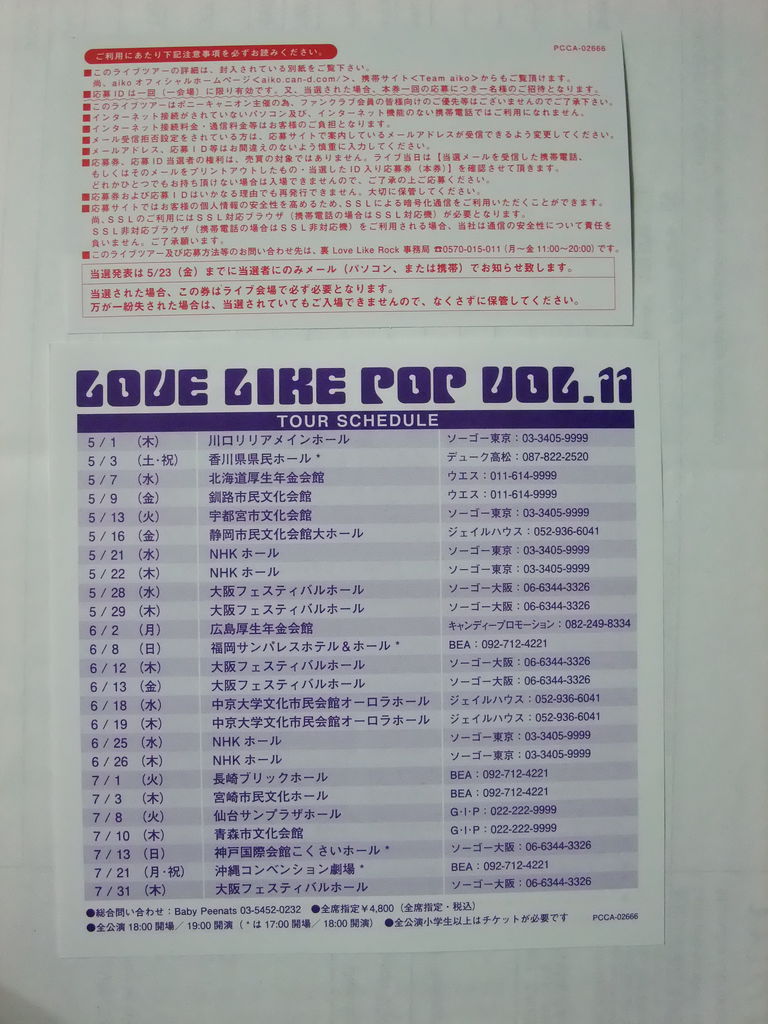 ご利用にあたり下記注意事項を必ずお読みください。
PCCA-02666
■このライブツアーの詳細は、封入されている別紙をご覧下さい。
尚、aiko オフィシャルホームページ<aiko.can-d.com/>、携帯サイト<Team aiko>からもご覧頂けます。
■応募 ID は一回（一会場）に限り有効です。又、当選された場合、本券一回の応募につき一名様のご招待となります。
■このライブツアーはポニーキャニオン主催の為、ファンクラブ会員の皆様向けのご優先等はございませんのでご了承下さい。
■インターネット接続がされていないパソコン及び、インターネット機能のない携帯電話ではご利用になれません。
■インターネット接続料金・通信料金等はお客様のご負担となります。
■メール受信拒否設定をされている方は、応募サイトで案内しているメールアドレスが受信できるよう変更してください。
■メールアドレス、応募ＩＤ等はお間違えのないよう慎重に入力してください。
■応募券、応募 ID 当選者の権利は、売買の対象ではありません。ライブ当日は【当選メールを受信した携帯電話、
もしくはそのメールをプリントアウトしたもの・当選した ID 入り応募券（本券）】を確認させて頂きます。
どれかひとつでもお持ち頂けない場合は入場できませんので、ご了承の上ご応募ください。
■応募券および応募ＩＤはいかなる理由でも再発行できません。大切に保管してください。
■応募サイトではお客様の個人情報の安全性を高めるため、ＳＳＬによる暗号化通信をご利用いただくことができます。
尚、ＳＳＬのご利用にはＳＳＬ対応ブラウザ（携帯電話の場合はＳＳＬ対応機）が必要となります。
ＳＳＬ非対応ブラウザ（携帯電話の場合はＳＳＬ非対応機）をご利用される場合、当社は通信の安全性について責任を
負いません。ご了承願います。
■このライブツアー及び応募方法等のお問い合わせ先は、裏 Love Like Rock 事務局 ☎0570-015-011（月～金 11:00~20:00）です。
当選発表は 5/23（金）までに当選者にのみメール（パソコン、または携帯）でお知らせ致します。
当選された場合、この券はライブ会場で必ず必要となります。
万が一紛失された場合は、当選されていてもご入場できませんので、なくさずに保管してください。
LOVE LIKE POP VOL.11
TOUR SCHEDULE
5 / 1 （木） 川口リリアメインホール ソーゴー東京：03-3405-9999
5 / 3 （土・祝） 香川県県民ホール * デューク高松：087-822-2520
5 / 7 （水） 北海道厚生年金会館 ウエス：011-614-9999
5 / 9 （金） 釧路市民文化会館 ウエス：011-614-9999
5 / 13 （火） 宇都宮市文化会館 ソーゴー東京：03-3405-9999
5 / 16 （金） 静岡市民文化会館大ホール ジェイルハウス：052-936-6041
5 / 21 （水） NHK ホール ソーゴー東京：03-3405-9999
5 / 22 （木） NHK ホール ソーゴー東京：03-3405-9999
5 / 28 （水） 大阪フェスティバルホール ソーゴー大阪：06-6344-3326
5 / 29 （木） 大阪フェスティバルホール ソーゴー大阪：06-6344-3326
6 / 2 （月） 広島厚生年金会館 キャンディープロモーション：082-249-8334
6 / 8 （日） 福岡サンパレスホテル＆ホール * BEA：092-712-4221
6 / 12 （木） 大阪フェスティバルホール ソーゴー大阪：06-6344-3326
6 / 13 （金） 大阪フェスティバルホール ソーゴー大阪：06-6344-3326
6 / 18 （水） 中京大学文化市民会館オーロラホール ジェイルハウス：052-936-6041
6 / 19 （木） 中京大学文化市民会館オーロラホール ジェイルハウス：052-936-6041
6 / 25 （水） NHK ホール ソーゴー東京：03-3405-9999
6 / 26 （木） NHK ホール ソーゴー東京：03-3405-9999
7 / 1 （火） 長崎ブリックホール BEA：092-712-4221
7 / 3 （木） 宮崎市民文化ホール BEA：092-712-4221
7 / 8 （火） 仙台サンプラザホール G・I・P：022-222-9999
7 / 10 （木） 青森市文化会館 G・I・P：022-222-9999
7 / 13 （日） 神戸国際会館こくさいホール * ソーゴー大阪：06-6344-3326
7 / 21 （月・祝） 沖縄コンベンション劇場 * BEA：092-712-4221
7 / 31 （木） 大阪フェスティバルホール ソーゴー大阪：06-6344-3326
●総合問い合わせ：Baby Peenats 03-5452-0232 ●全席指定￥4,800（全席指定・税込）
●全公演 18:00 開場／ 19:00 開演（ * は 17:00 開場／ 18:00 開演） ●全公演小学生以上はチケットが必要です PCCA-02666